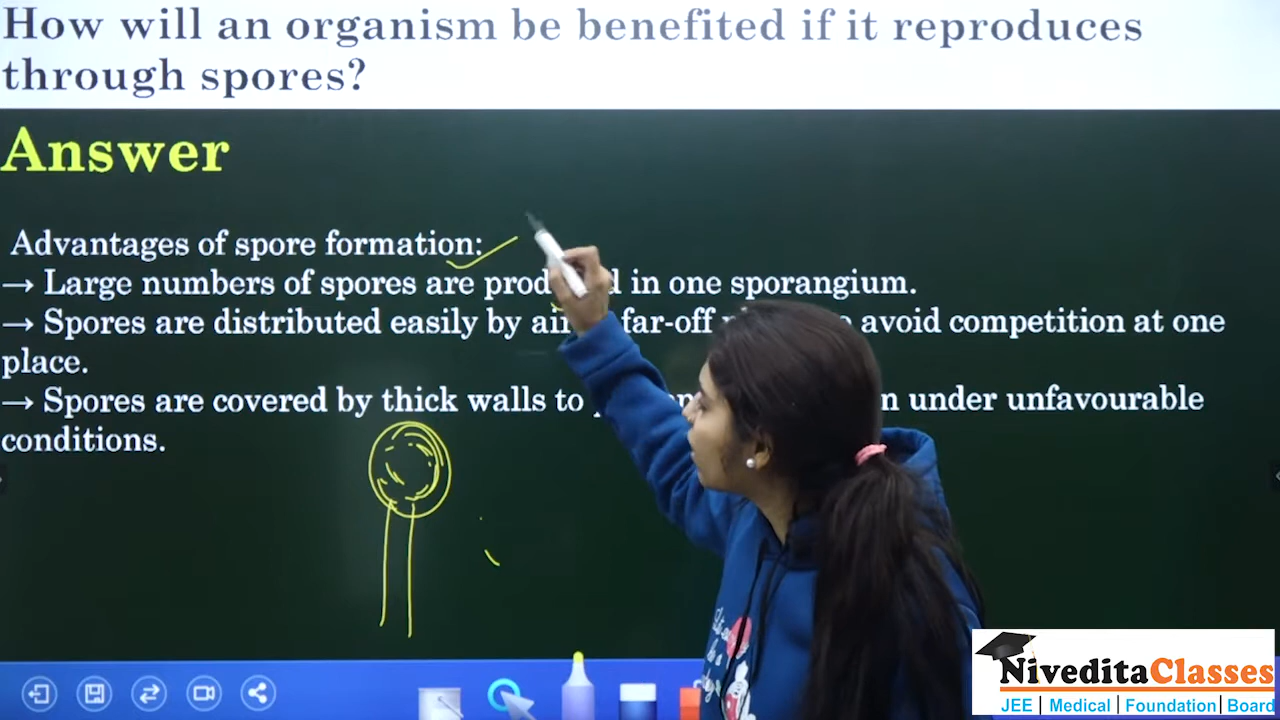 How will an organism be benefited if it reproduces
through spores?
Answer
Advantages of spore formation:
→ Large numbers of spores are in one sporangium.
→ Spores are distributed easily by air far-off avoid competition at one
place.
→ Spores are covered by thick walls to under unfavourable
conditions.
NiveditaClasses
JEE | Medical | Foundation | Board